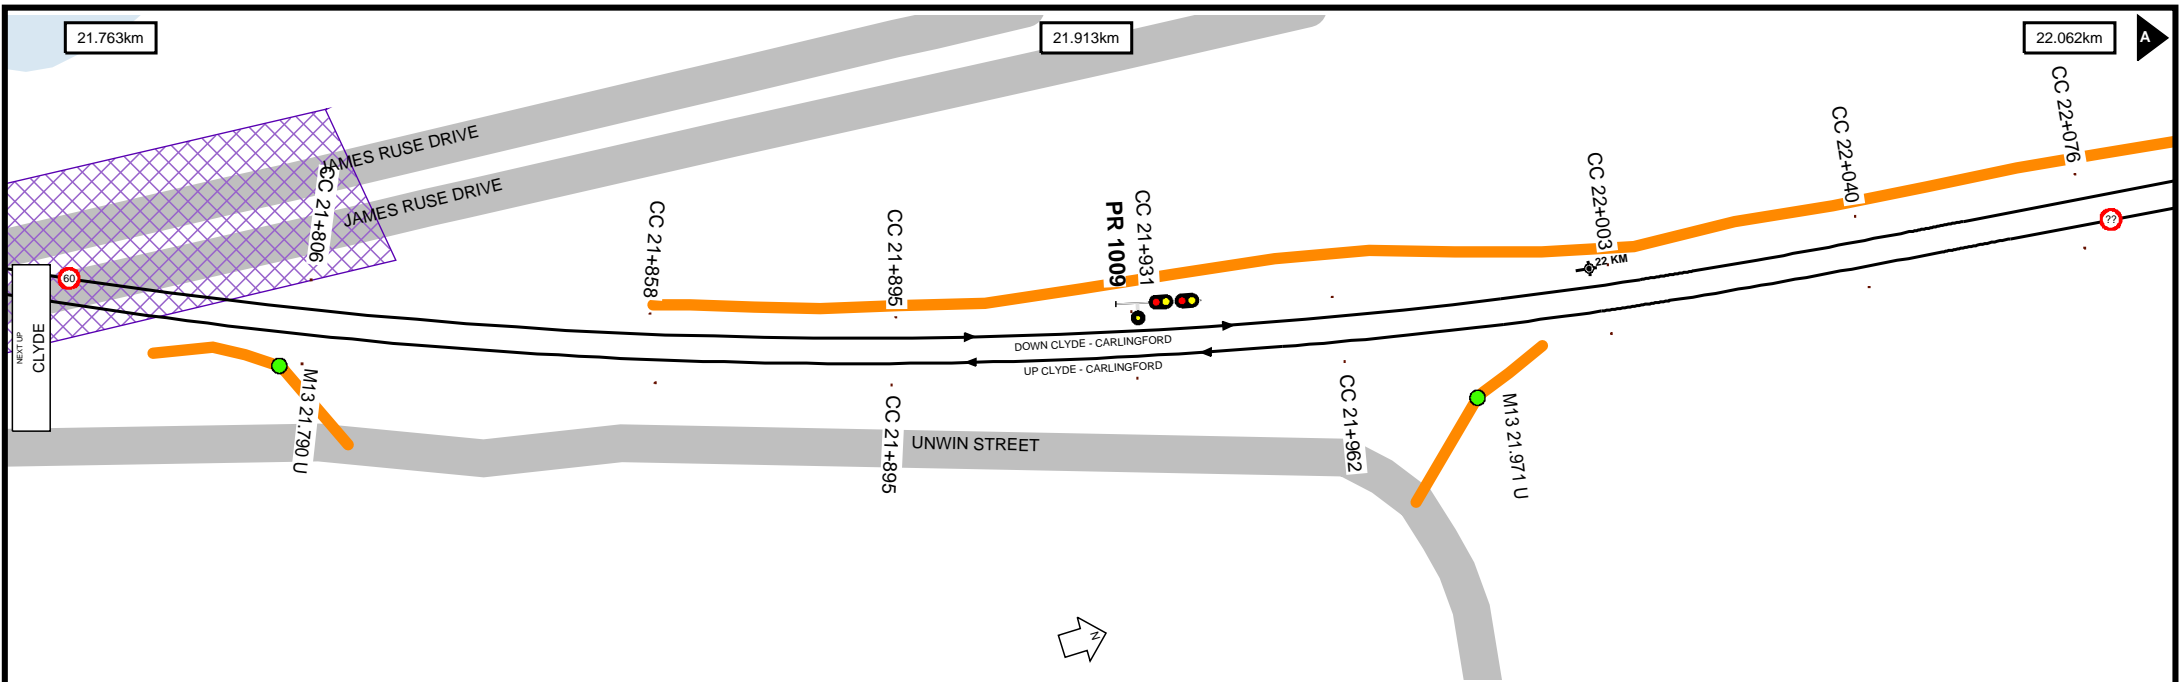 21.763km
21.913km
22.062km
A
JAMES RUSE DRIVE
JAMES RUSE DRIVE
CC 21+806
CC 21+858
CC 21+895
PR 1009
CC 21+931
CC 22+003
CC 22+040
CC 22+076
22 KM
60
??
NEXT UP
CLYDE
DOWN CLYDE - CARLINGFORD
UP CLYDE - CARLINGFORD
M13 21.790 U
CC 21+895
UNWIN STREET
CC 21+962
M13 21.971 U
N